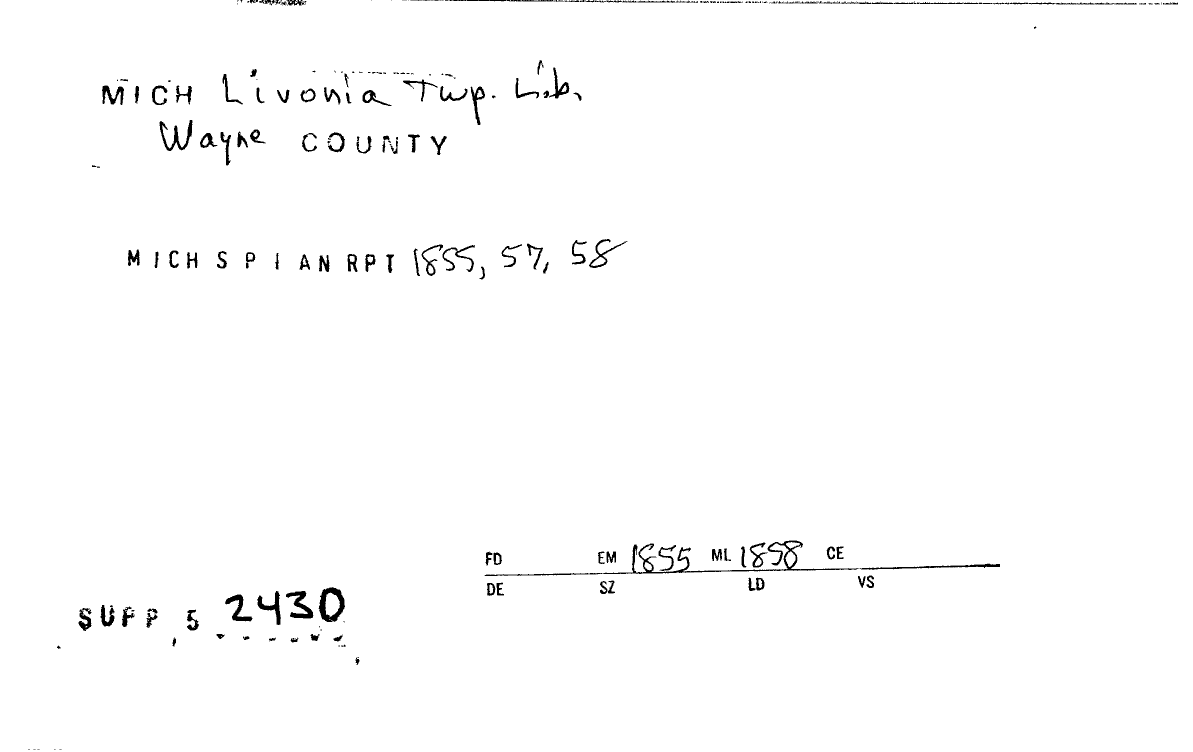 MICH Livonia Twp. Lib.
Wayne COUNTY
MICH S P I AN RPT 1855, 57, 58
FD EM 1855 ML 1858 CE
DE SZ LD VS
SUPP 5 2430